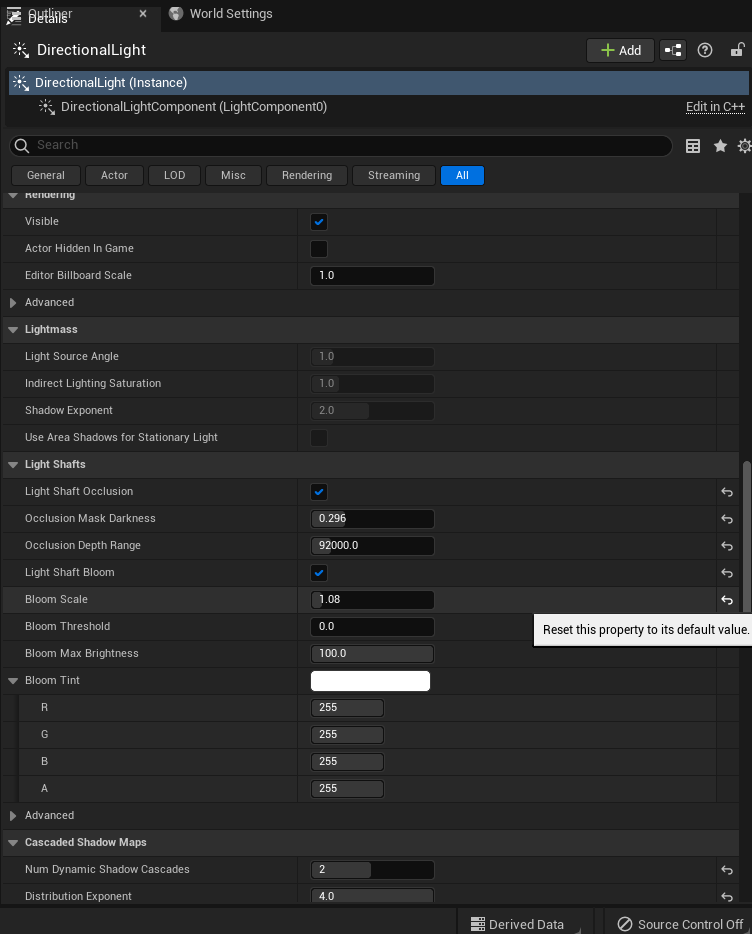 Outliner
Details
World Settings
DirectionalLight
Add
DirectionalLight (Instance)
DirectionalLightComponent (LightComponent0)
Edit in C++
Search
General
Actor
LOD
Misc
Rendering
Streaming
All
Rendering
Visible
Actor Hidden In Game
Editor Billboard Scale 1.0
Advanced
Lightmass
Light Source Angle 1.0
Indirect Lighting Saturation 1.0
Shadow Exponent 2.0
Use Area Shadows for Stationary Light
Light Shafts
Light Shaft Occlusion
Occlusion Mask Darkness 0.296
Occlusion Depth Range 92000.0
Light Shaft Bloom
Bloom Scale 1.08
Bloom Threshold 0.0
Reset this property to its default value.
Bloom Max Brightness 100.0
Bloom Tint
R 255
G 255
B 255
A 255
Advanced
Cascaded Shadow Maps
Num Dynamic Shadow Cascades 2
Distribution Exponent 4.0
Derived Data
Source Control Off